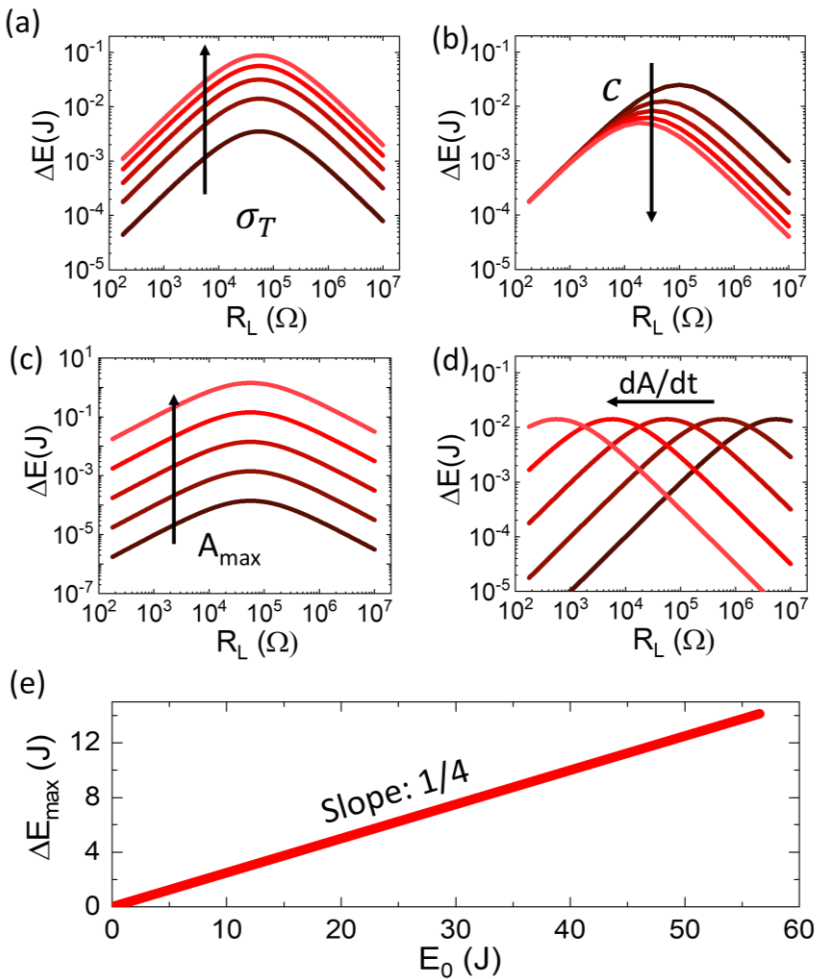 (a)
10⁻¹
10⁻²
10⁻³
10⁻⁴
10⁻⁵
ΔE(J)
σ_T
10² 10³ 10⁴ 10⁵ 10⁶ 10⁷
R_L (Ω)
(b)
10⁻¹
10⁻²
10⁻³
10⁻⁴
10⁻⁵
ΔE(J)
C
10² 10³ 10⁴ 10⁵ 10⁶ 10⁷
R_L (Ω)
(c)
10¹
10⁻¹
10⁻³
10⁻⁵
10⁻⁷
ΔE(J)
A_max
10² 10³ 10⁴ 10⁵ 10⁶ 10⁷
R_L (Ω)
(d)
10⁻¹
10⁻²
10⁻³
10⁻⁴
10⁻⁵
ΔE(J)
dA/dt
10² 10³ 10⁴ 10⁵ 10⁶ 10⁷
R_L (Ω)
(e)
12
8
4
0
ΔE_max (J)
Slope: 1/4
0 10 20 30 40 50 60
E₀ (J)